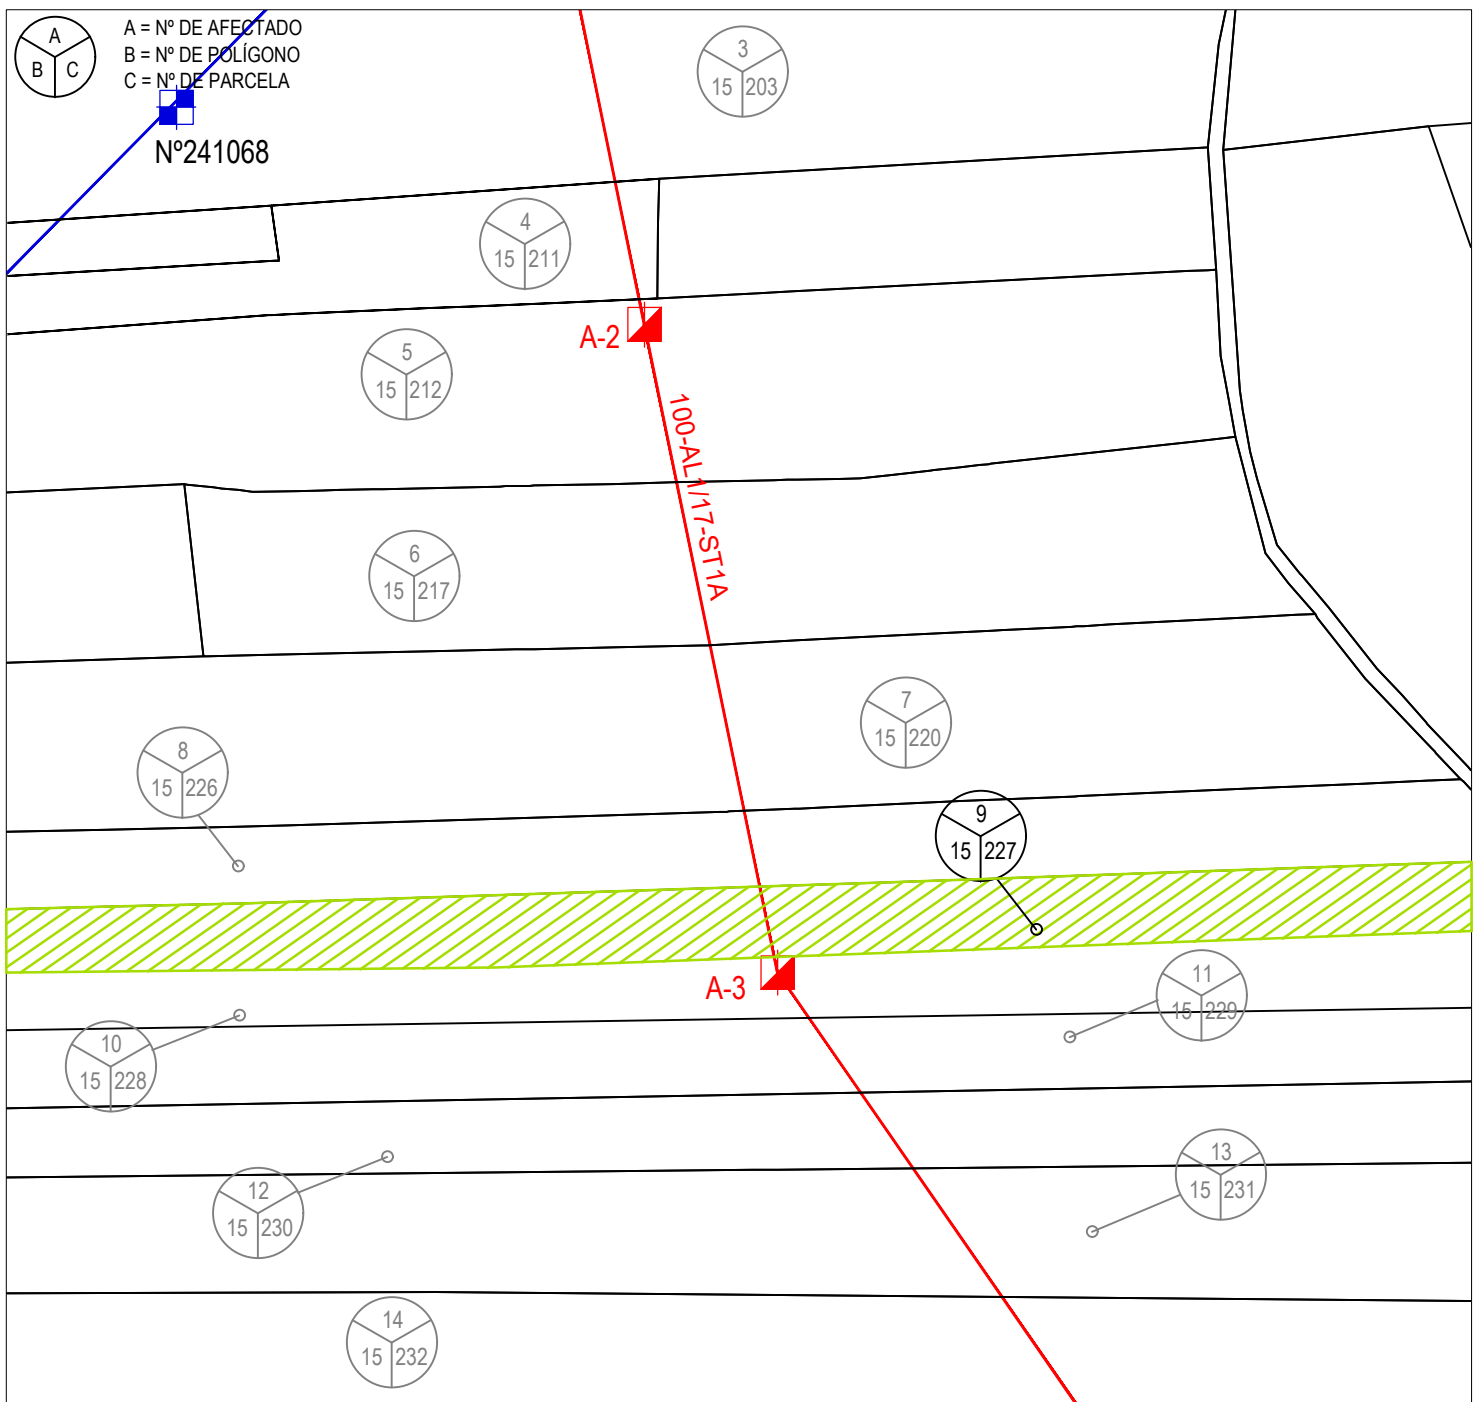 A
B C
A = Nº DE AFECTADO
B = Nº DE POLÍGONO
C = Nº DE PARCELA
Nº241068
3
15 203
4
15 211
A-2
5
15 212
100-AL1/17-ST1A
6
15 217
7
15 220
8
15 226
9
15 227
A-3
11
15 229
10
15 228
13
15 231
12
15 230
14
15 232